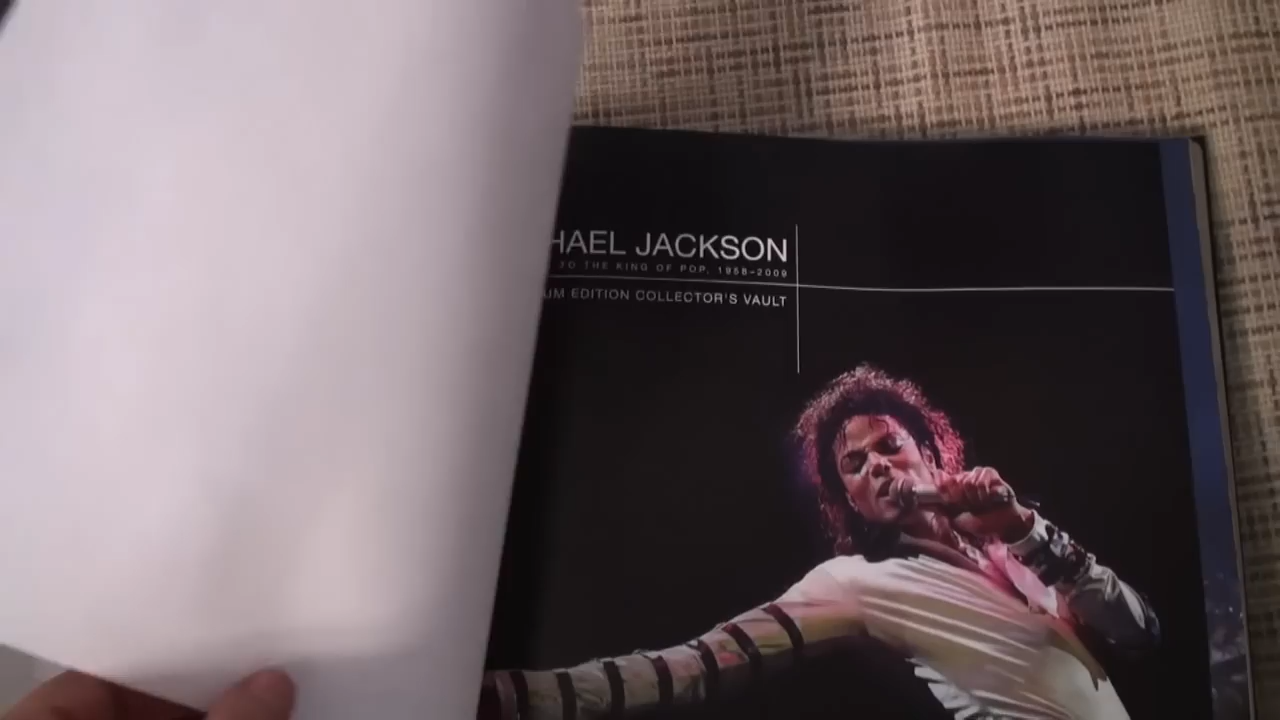 HAEL JACKSON
TO THE KING OF POP, 1958-2009
UM EDITION COLLECTOR'S VAULT